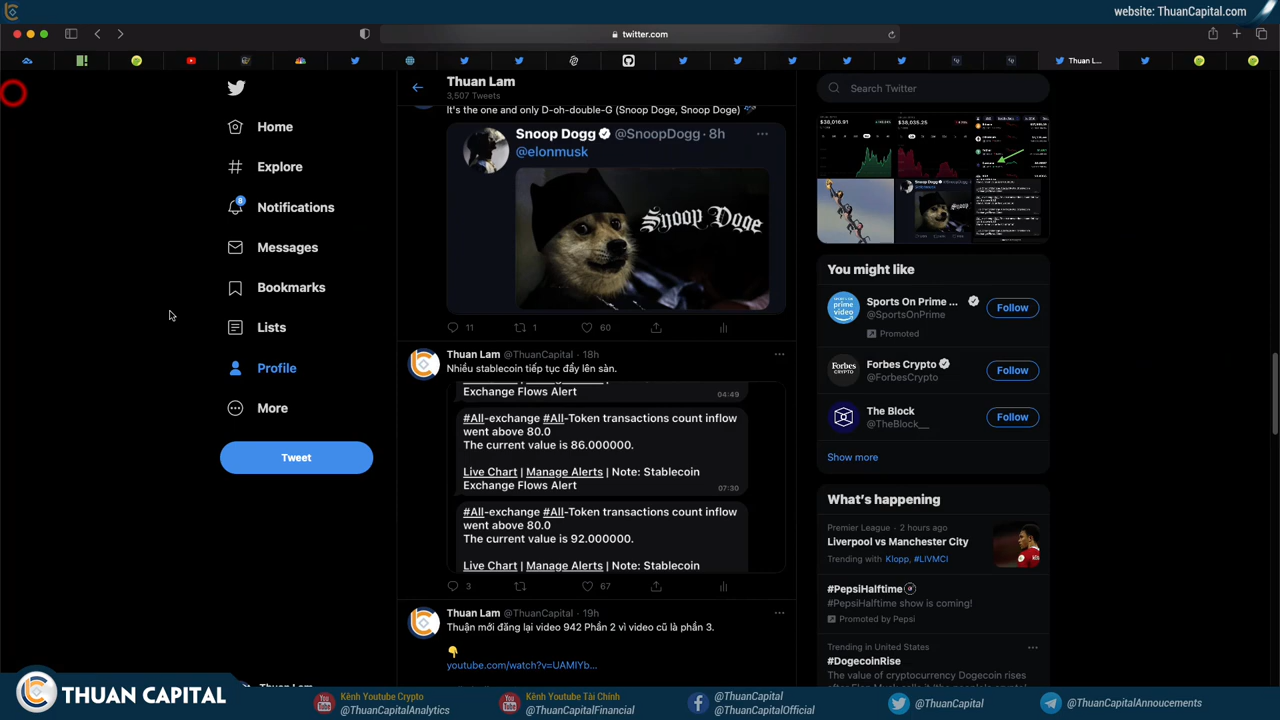 website: ThuanCapital.com
twitter.com
Thuan L...
Thuan Lam
3,507 Tweets
Search Twitter
Home
Explore
8
Notifications
Messages
Bookmarks
Lists
Profile
More
Tweet
It's the one and only D-oh-double-G (Snoop Doge, Snoop Doge)
Snoop Dogg @SnoopDogg · 8h
@elonmusk
Snoop Doge
11
1
60
Thuan Lam @ThuanCapital · 18h
Nhiều stablecoin tiếp tục đẩy lên sàn.
Exchange Flows Alert
04:49
#All-exchange #All-Token transactions count inflow
went above 80.0
The current value is 86.000000.
Live Chart | Manage Alerts | Note: Stablecoin
Exchange Flows Alert
07:30
#All-exchange #All-Token transactions count inflow
went above 80.0
The current value is 92.000000.
Live Chart | Manage Alerts | Note: Stablecoin
3
67
Thuan Lam @ThuanCapital · 19h
Thuận mới đăng lại video 942 Phần 2 vì video cũ là phần 3.
youtube.com/watch?v=UAMIYb...
$38,016.91
$38,035.25
You might like
Sports On Prime ...
@SportsOnPrime
Promoted
Follow
Forbes Crypto
@ForbesCrypto
Follow
The Block
@TheBlock__
Follow
Show more
What's happening
Premier League · 2 hours ago
Liverpool vs Manchester City
Trending with Klopp, #LIVMCI
#PepsiHalftime
#PepsiHalftime show is coming!
Promoted by Pepsi
Trending in United States
#DogecoinRise
The value of cryptocurrency Dogecoin rises
THUAN CAPITAL
Kênh Youtube Crypto
@ThuanCapitalAnalytics
Kênh Youtube Tài Chính
@ThuanCapitalFinancial
@ThuanCapital
@ThuanCapitalOfficial
@ThuanCapital
@ThuanCapitalAnnoucements